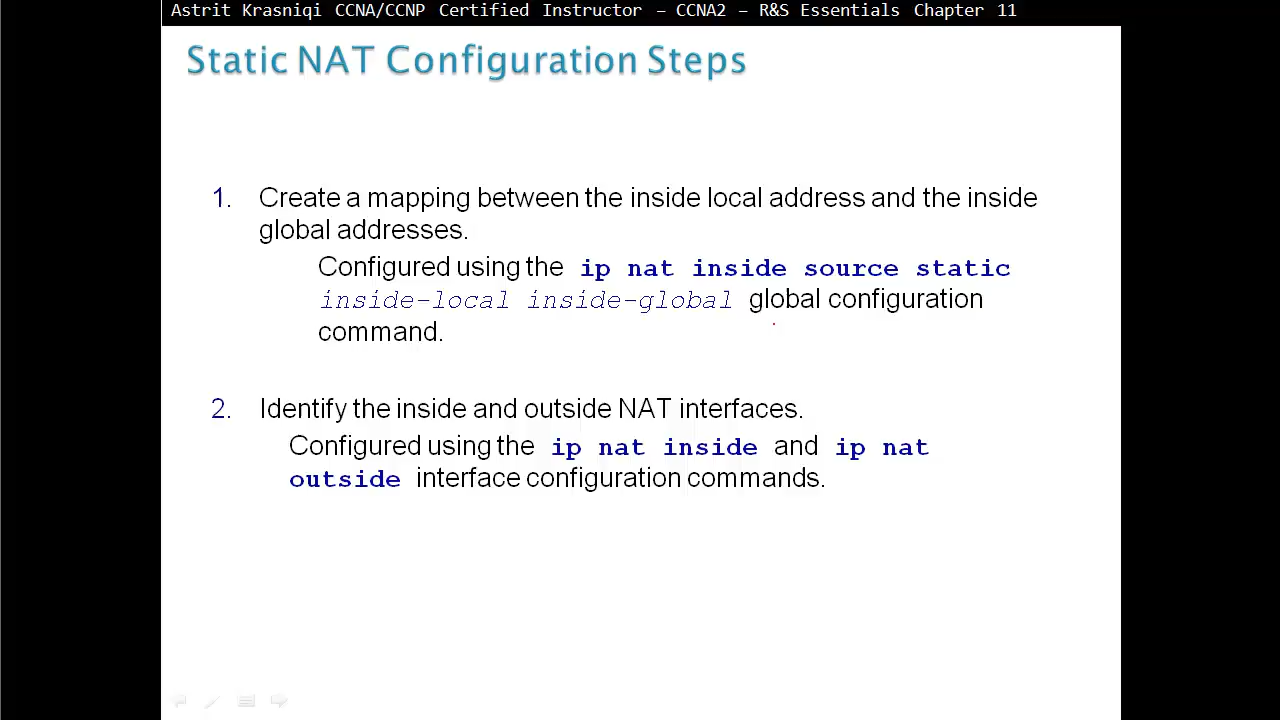 Astrit Krasniqi CCNA/CCNP Certified Instructor – CCNA2 – R&S Essentials Chapter 11
Static NAT Configuration Steps
1. Create a mapping between the inside local address and the inside
global addresses.
Configured using the ip nat inside source static
inside-local inside-global global configuration
command.
2. Identify the inside and outside NAT interfaces.
Configured using the ip nat inside and ip nat
outside interface configuration commands.